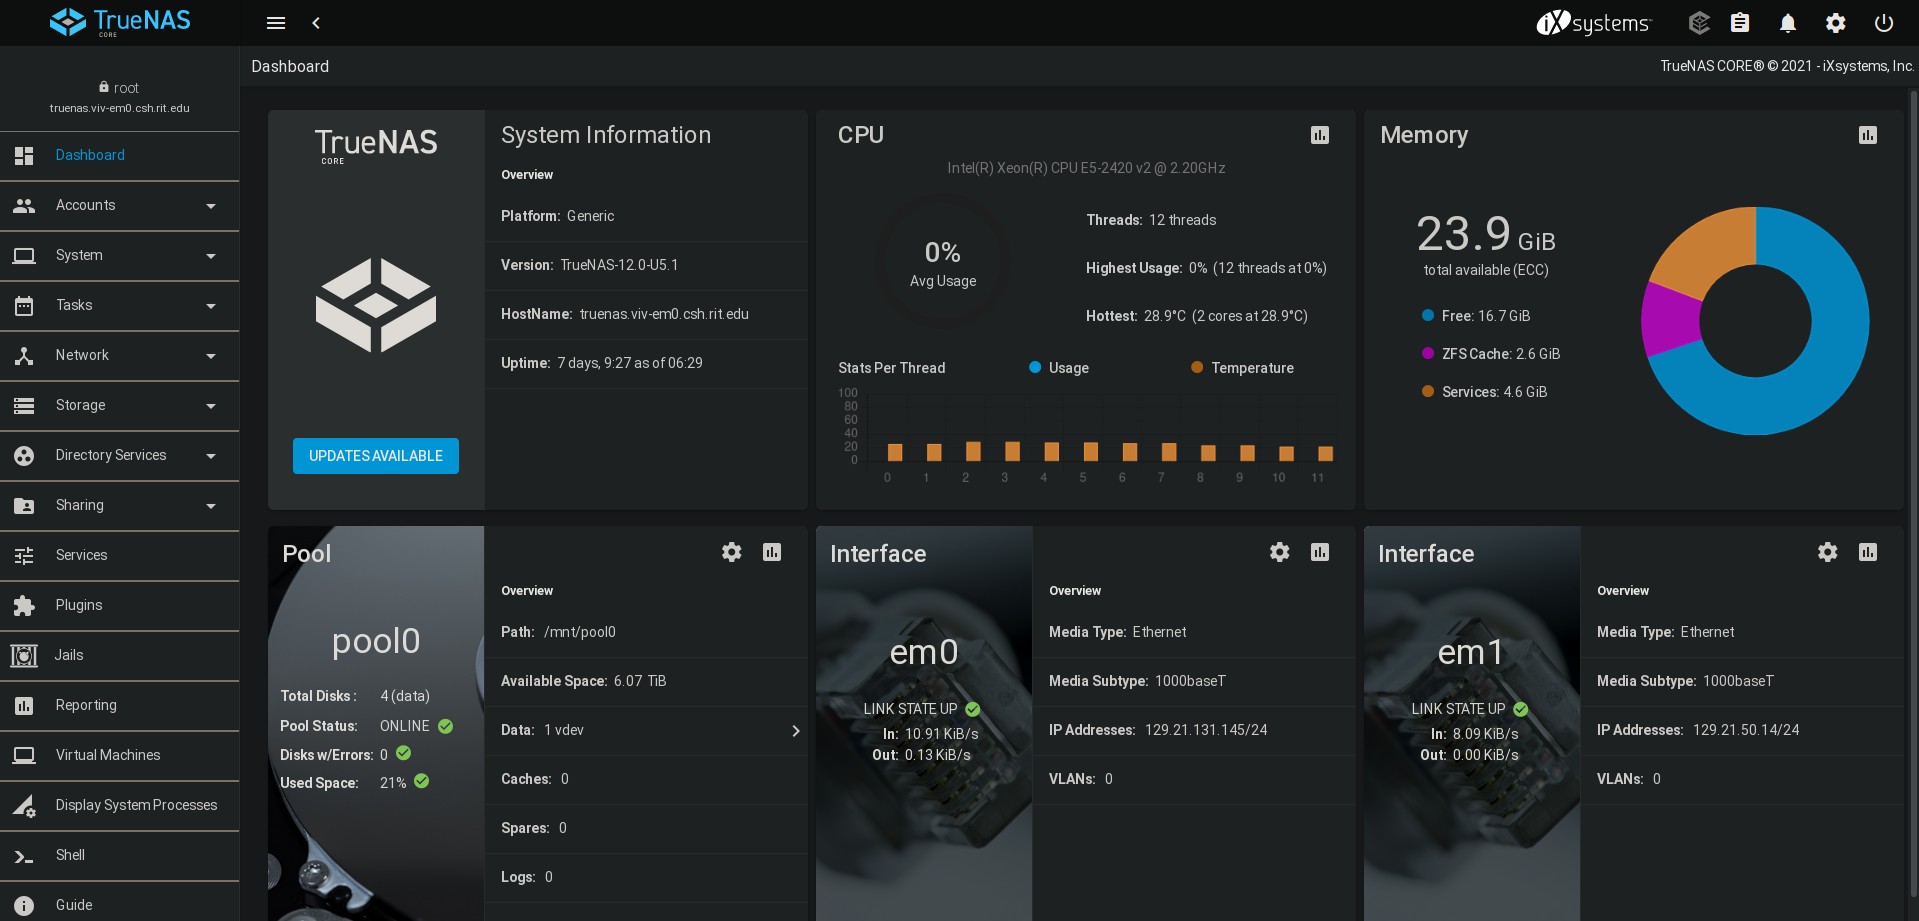 TrueNAS
CORE
iXsystems
root
truenas.viv-em0.csh.rit.edu
Dashboard
TrueNAS CORE® © 2021 - iXsystems, Inc.
Dashboard
Accounts
System
Tasks
Network
Storage
Directory Services
Sharing
Services
Plugins
Jails
Reporting
Virtual Machines
Display System Processes
Shell
Guide
TrueNAS
CORE
UPDATES AVAILABLE
System Information
Overview
Platform: Generic
Version: TrueNAS-12.0-U5.1
HostName: truenas.viv-em0.csh.rit.edu
Uptime: 7 days, 9:27 as of 06:29
CPU
Intel(R) Xeon(R) CPU E5-2420 v2 @ 2.20GHz
0%
Avg Usage
Threads: 12 threads
Highest Usage: 0% (12 threads at 0%)
Hottest: 28.9°C (2 cores at 28.9°C)
Stats Per Thread Usage Temperature
100
80
60
40
20
0
0 1 2 3 4 5 6 7 8 9 10 11
Memory
23.9 GiB
total available (ECC)
Free: 16.7 GiB
ZFS Cache: 2.6 GiB
Services: 4.6 GiB
Pool
pool0
Total Disks : 4 (data)
Pool Status: ONLINE
Disks w/Errors: 0
Used Space: 21%
Overview
Path: /mnt/pool0
Available Space: 6.07 TiB
Data: 1 vdev
Caches: 0
Spares: 0
Logs: 0
Interface
em0
LINK STATE UP
In: 10.91 KiB/s
Out: 0.13 KiB/s
Overview
Media Type: Ethernet
Media Subtype: 1000baseT
IP Addresses: 129.21.131.145/24
VLANs: 0
Interface
em1
LINK STATE UP
In: 8.09 KiB/s
Out: 0.00 KiB/s
Overview
Media Type: Ethernet
Media Subtype: 1000baseT
IP Addresses: 129.21.50.14/24
VLANs: 0